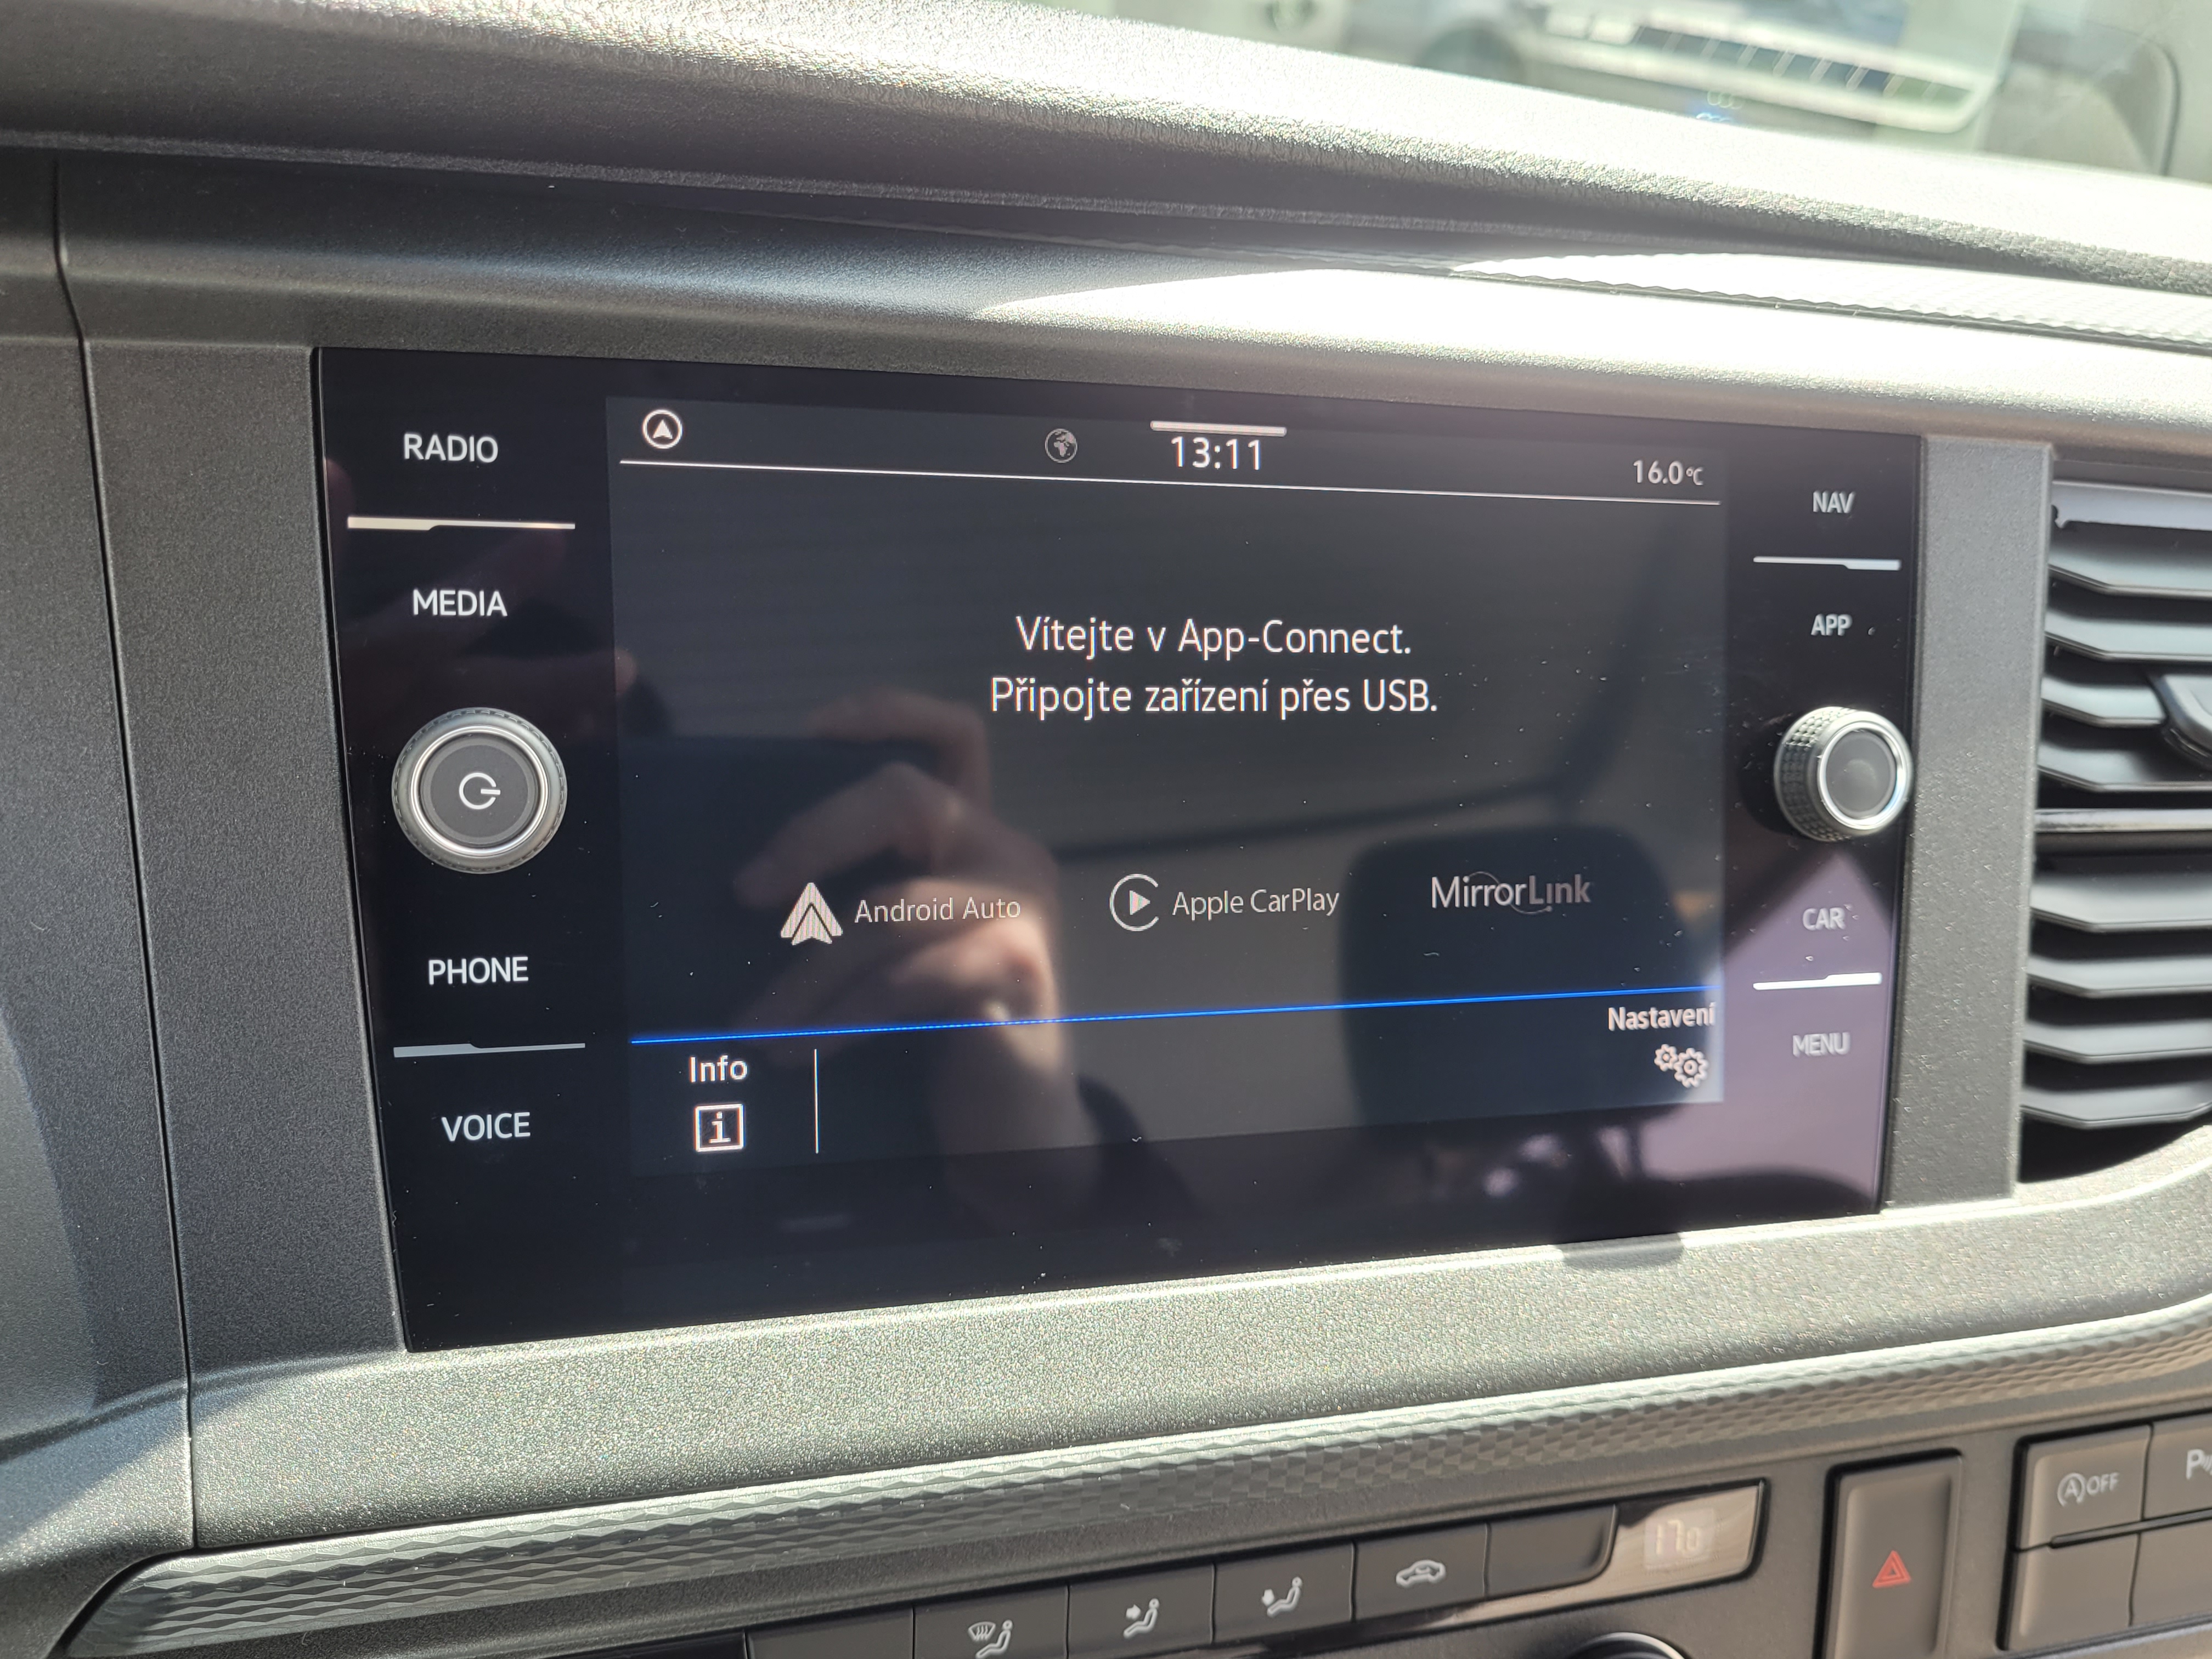 RADIO
MEDIA
PHONE
VOICE
13:11
16.0°C
Vítejte v App-Connect.
Připojte zařízení přes USB.
Android Auto
Apple CarPlay
MirrorLink
Nastavení
Info
i
NAV
APP
CAR
MENU
A OFF